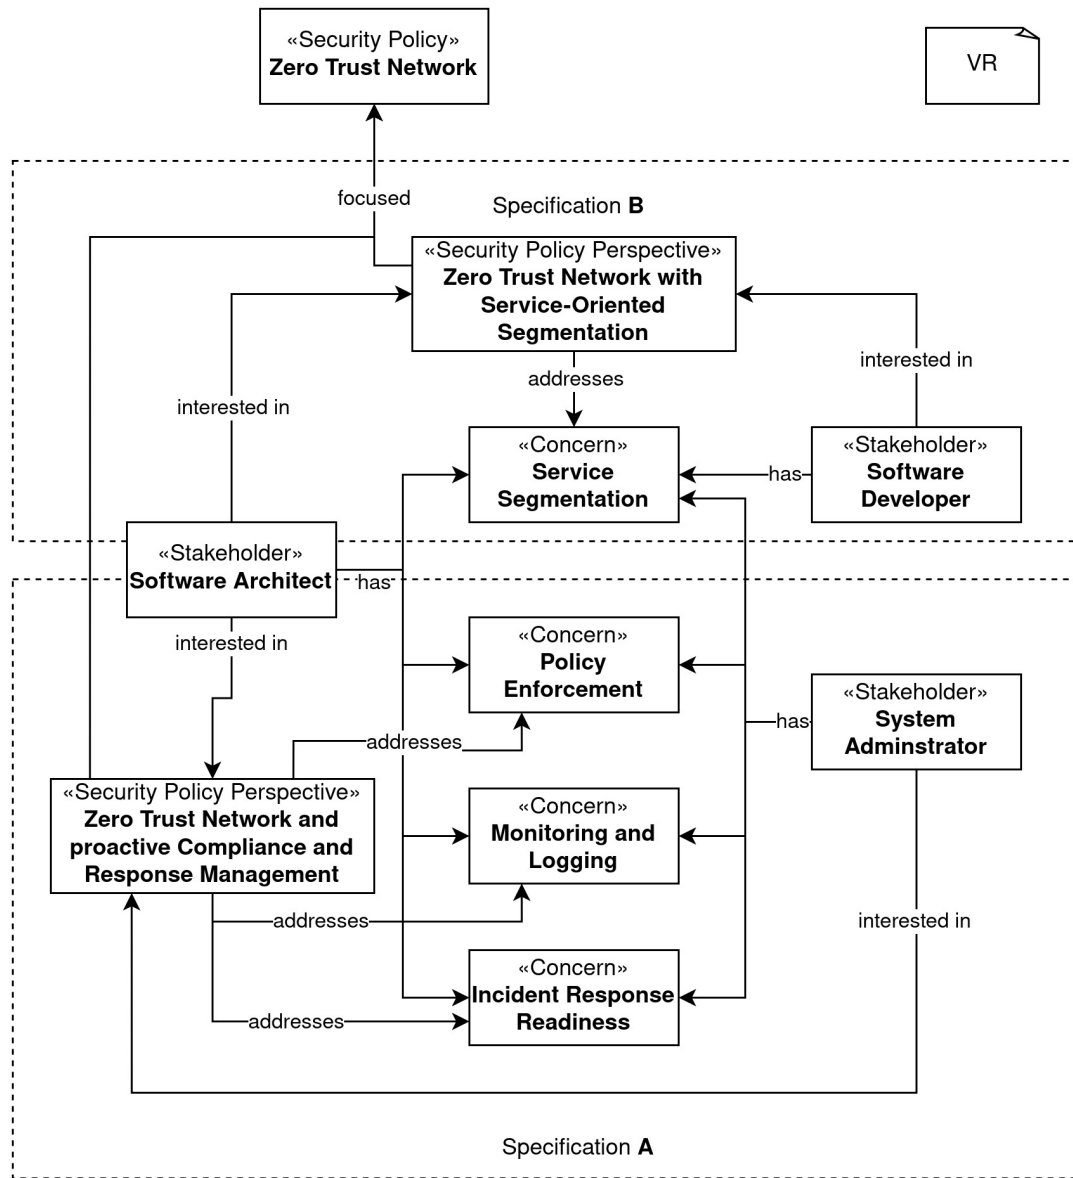 «Security Policy»
Zero Trust Network
VR
focused
Specification B
«Security Policy Perspective»
Zero Trust Network with
Service-Oriented
Segmentation
interested in
addresses
interested in
«Concern»
Service
Segmentation
has
«Stakeholder»
Software
Developer
«Stakeholder»
Software Architect
has
interested in
«Concern»
Policy
Enforcement
«Stakeholder»
System
Adminstrator
has
addresses
«Security Policy Perspective»
Zero Trust Network and
proactive Compliance and
Response Management
«Concern»
Monitoring and
Logging
addresses
interested in
«Concern»
Incident Response
Readiness
addresses
Specification A